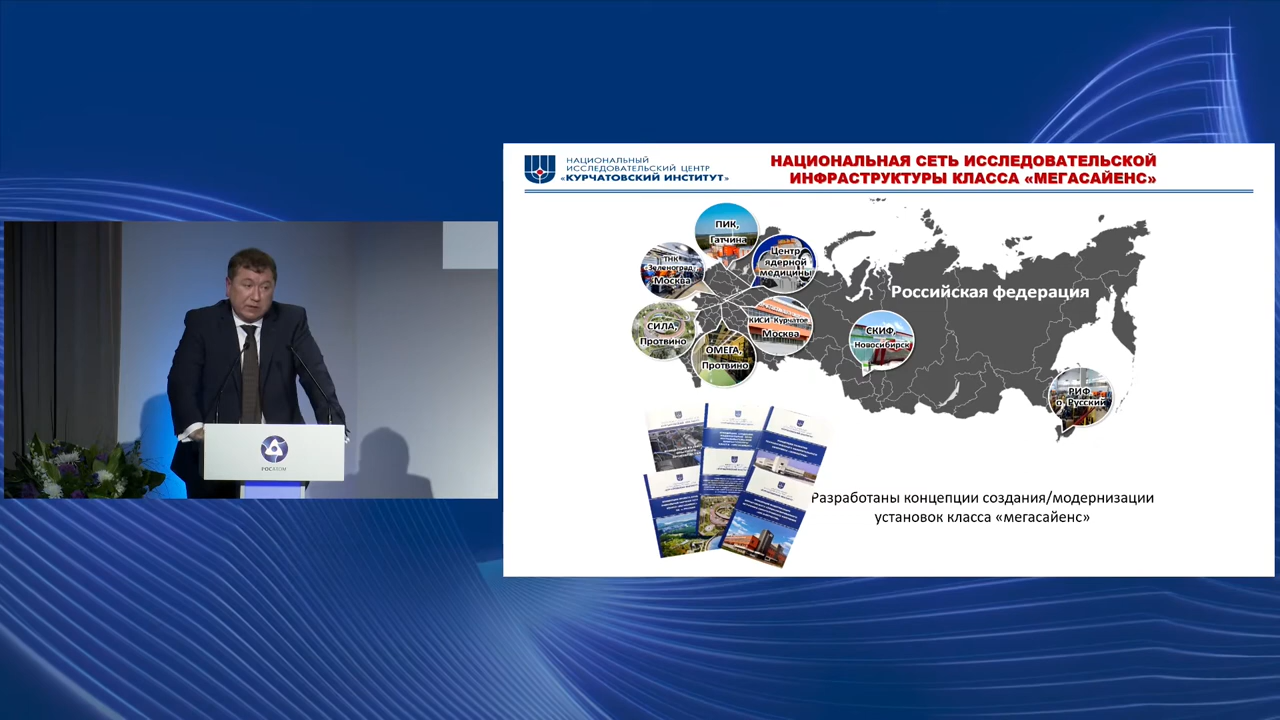 НАЦИОНАЛЬНЫЙ
ИССЛЕДОВАТЕЛЬСКИЙ ЦЕНТР
«КУРЧАТОВСКИЙ ИНСТИТУТ»
НАЦИОНАЛЬНАЯ СЕТЬ ИССЛЕДОВАТЕЛЬСКОЙ
ИНФРАСТРУКТУРЫ КЛАССА «МЕГАСАЙЕНС»
ПИК,
Гатчина
ТНК
«Зеленоград»
Москва
Центр
ядерной
медицины
Российская федерация
СИЛА,
Протвино
КИСИ-Курчатов,
Москва
СКИФ,
Новосибирск
ОМЕГА,
Протвино
РИФ
о. Русский
Разработаны концепции создания/модернизации
установок класса «мегасайенс»
РОСАТОМ